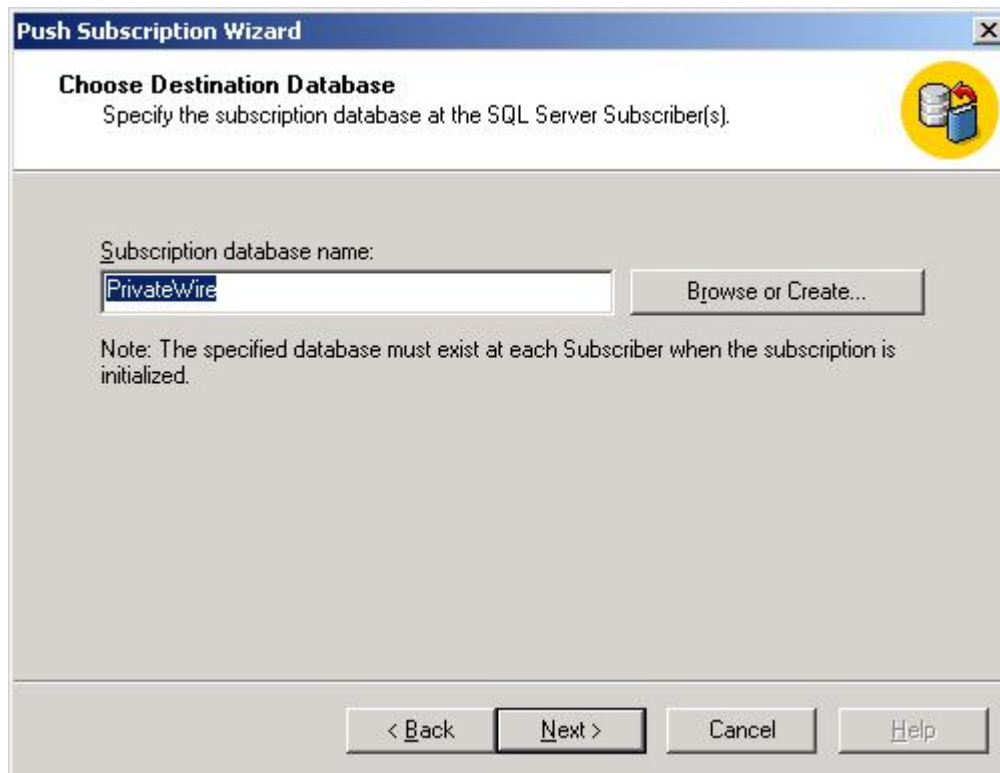 Push Subscription Wizard
Choose Destination Database
Specify the subscription database at the SQL Server Subscriber(s).
Subscription database name:
PrivateWire
Browse or Create...
Note: The specified database must exist at each Subscriber when the subscription is
initialized.
< Back Next > Cancel Help